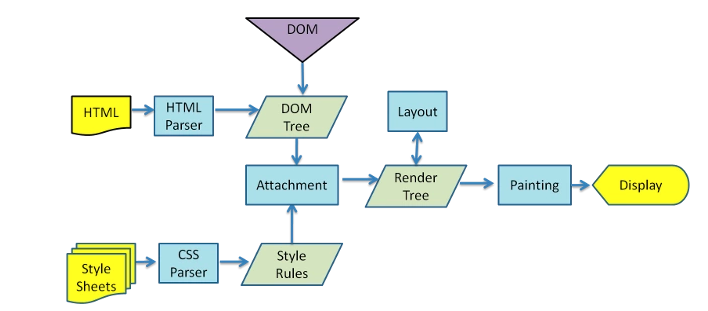 DOM
HTML
HTML
Parser
DOM
Tree
Layout
Attachment
Render
Tree
Painting
Display
Style
Sheets
CSS
Parser
Style
Rules